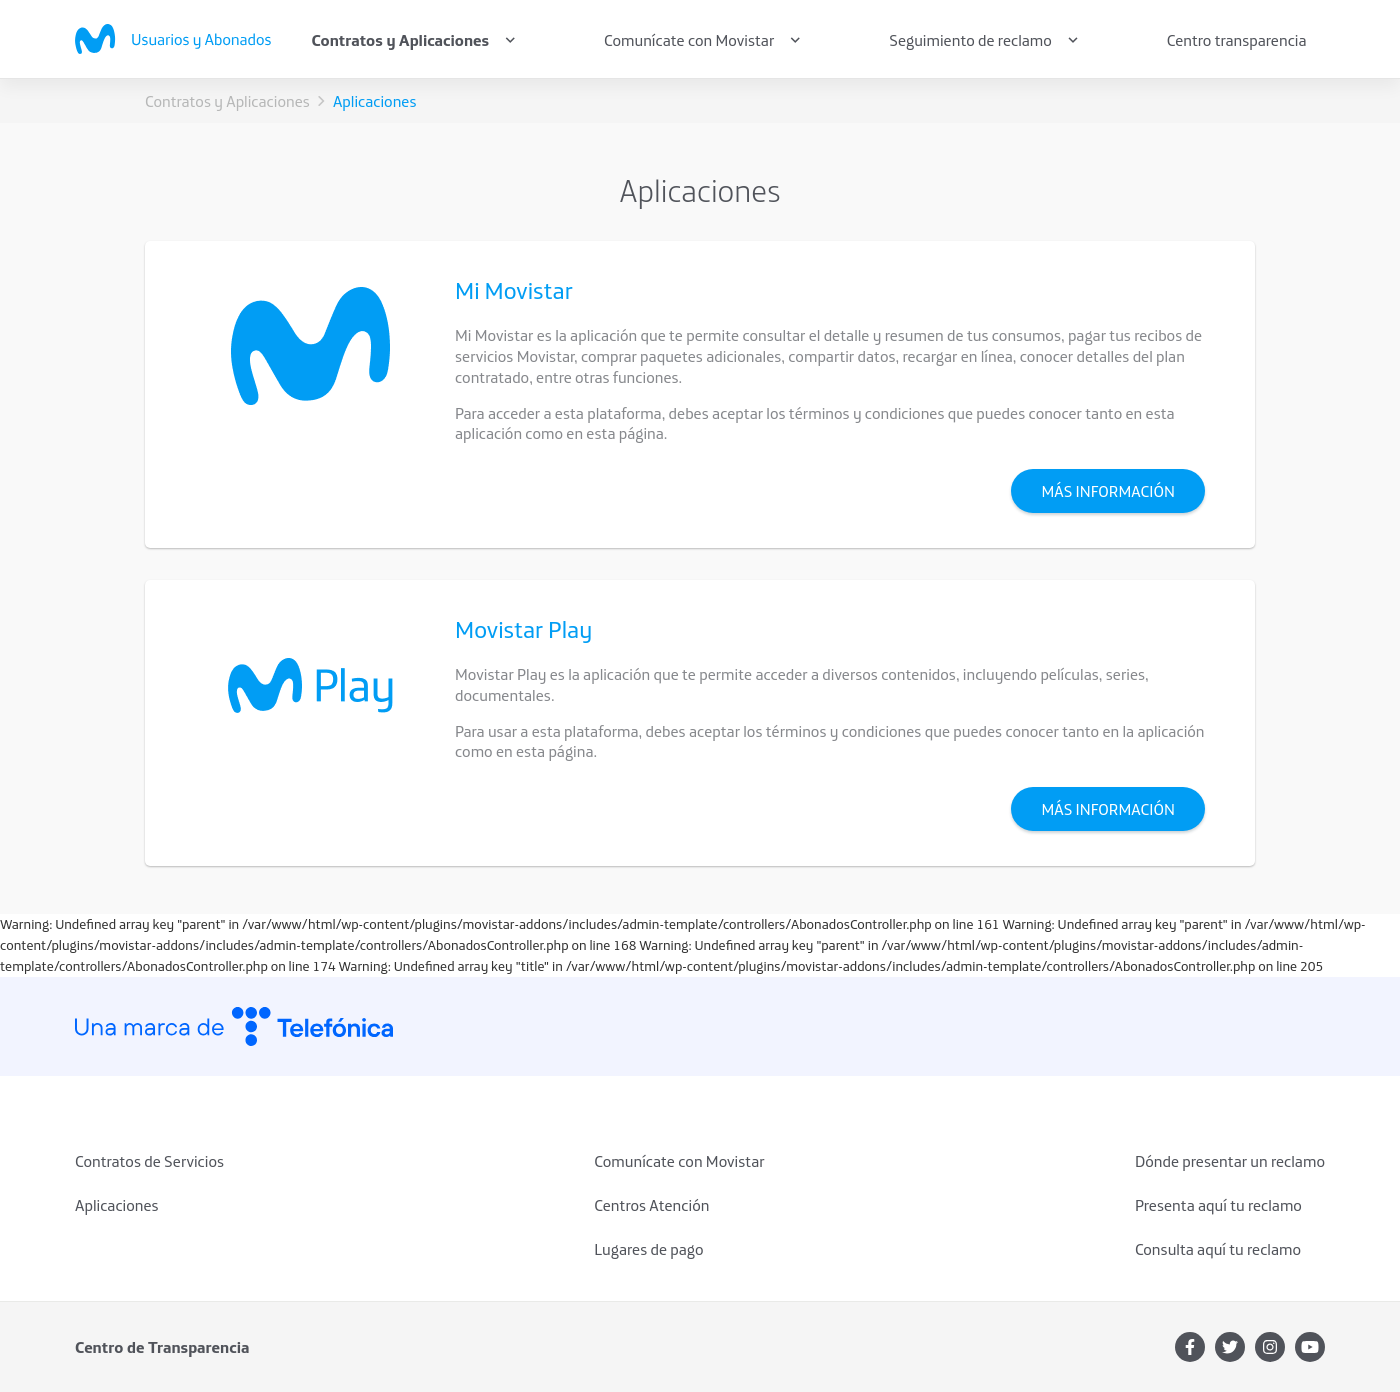 Usuarios y Abonados
Contratos y Aplicaciones
Comunícate con Movistar
Seguimiento de reclamo
Centro transparencia
Contratos y Aplicaciones > Aplicaciones
Aplicaciones
Mi Movistar
Mi Movistar es la aplicación que te permite consultar el detalle y resumen de tus consumos, pagar tus recibos de
servicios Movistar, comprar paquetes adicionales, compartir datos, recargar en línea, conocer detalles del plan
contratado, entre otras funciones.
Para acceder a esta plataforma, debes aceptar los términos y condiciones que puedes conocer tanto en esta
aplicación como en esta página.
MÁS INFORMACIÓN
Play
Movistar Play
Movistar Play es la aplicación que te permite acceder a diversos contenidos, incluyendo películas, series,
documentales.
Para usar a esta plataforma, debes aceptar los términos y condiciones que puedes conocer tanto en la aplicación
como en esta página.
MÁS INFORMACIÓN
Warning: Undefined array key "parent" in /var/www/html/wp-content/plugins/movistar-addons/includes/admin-template/controllers/AbonadosController.php on line 161 Warning: Undefined array key "parent" in /var/www/html/wp-
content/plugins/movistar-addons/includes/admin-template/controllers/AbonadosController.php on line 168 Warning: Undefined array key "parent" in /var/www/html/wp-content/plugins/movistar-addons/includes/admin-
template/controllers/AbonadosController.php on line 174 Warning: Undefined array key "title" in /var/www/html/wp-content/plugins/movistar-addons/includes/admin-template/controllers/AbonadosController.php on line 205
Una marca de Telefónica
Contratos de Servicios
Aplicaciones
Comunícate con Movistar
Centros Atención
Lugares de pago
Dónde presentar un reclamo
Presenta aquí tu reclamo
Consulta aquí tu reclamo
Centro de Transparencia